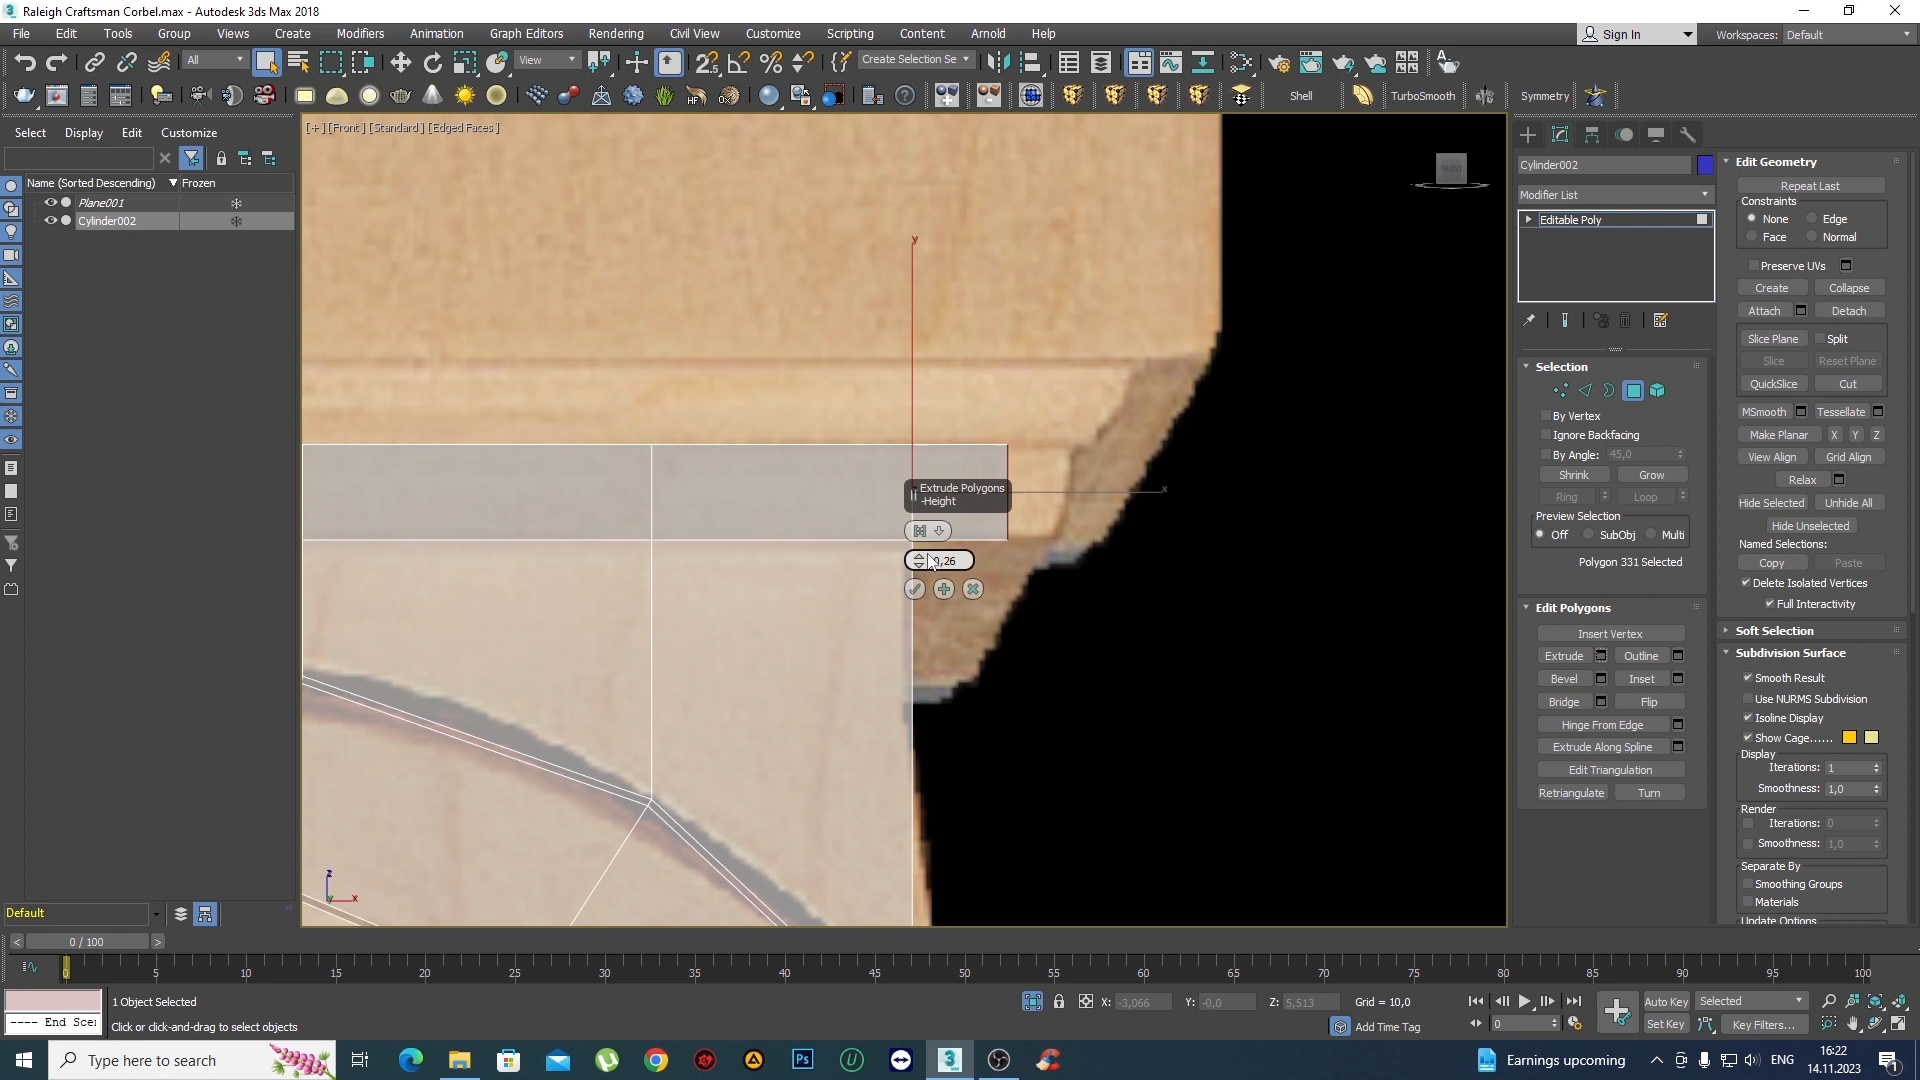 Raleigh Craftsman Corbel.max - Autodesk 3ds Max 2018
File Edit Tools Group Views Create Modifiers Animation Graph Editors Rendering Civil View Customize Scripting Content Arnold Help
Sign In Workspaces: Default
All View Create Selection Se
Shell TurboSmooth Symmetry
Select Display Edit Customize
[+] [Front] [Standard] [Edged Faces]
Name (Sorted Descending) Frozen
Plane001
Cylinder002
FRONT
y
x
Extrude Polygons
-Height
,26
z
x
Cylinder002
Modifier List
Editable Poly
Selection
By Vertex
Ignore Backfacing
By Angle: 45,0
Shrink Grow
Ring Loop
Preview Selection
Off SubObj Multi
Polygon 331 Selected
Edit Polygons
Insert Vertex
Extrude Outline
Bevel Inset
Bridge Flip
Hinge From Edge
Extrude Along Spline
Edit Triangulation
Retriangulate Turn
Edit Geometry
Repeat Last
Constraints
None Edge
Face Normal
Preserve UVs
Create Collapse
Attach Detach
Slice Plane Split
Slice Reset Plane
QuickSlice Cut
MSmooth Tessellate
Make Planar X Y Z
View Align Grid Align
Relax
Hide Selected Unhide All
Hide Unselected
Named Selections:
Copy Paste
Delete Isolated Vertices
Full Interactivity
Soft Selection
Subdivision Surface
Smooth Result
Use NURMS Subdivision
Isoline Display
Show Cage......
Display
Iterations: 1
Smoothness: 1,0
Render
Iterations: 0
Smoothness: 1,0
Separate By
Smoothing Groups
Materials
Update Options
Default
0 / 100
0 5 10 15 20 25 30 35 40 45 50 55 60 65 70 75 80 85 90 95 100
1 Object Selected
X: -3,066 Y: -0,0 Z: 5,513 Grid = 10,0
Auto Key Selected
---- End Sce
Click or click-and-drag to select objects
Add Time Tag
0
Set Key Key Filters...
Type here to search
Earnings upcoming
ENG
16:22
14.11.2023
1